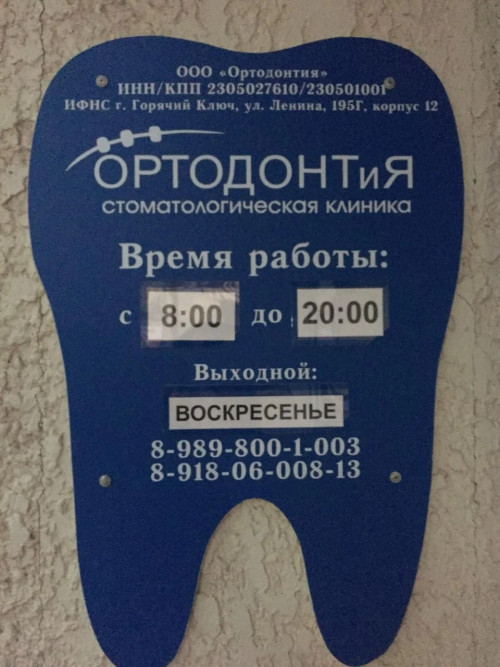 ООО «Ортодонтия»
ИНН/КПП 2305027610/230501001
ИФНС г. Горячий Ключ, ул. Ленина, 195Г, корпус 12
ОРТОДОНТиЯ
стоматологическая клиника
Время работы:
с 8:00 до 20:00
Выходной:
ВОСКРЕСЕНЬЕ
8-989-800-1-003
8-918-06-008-13